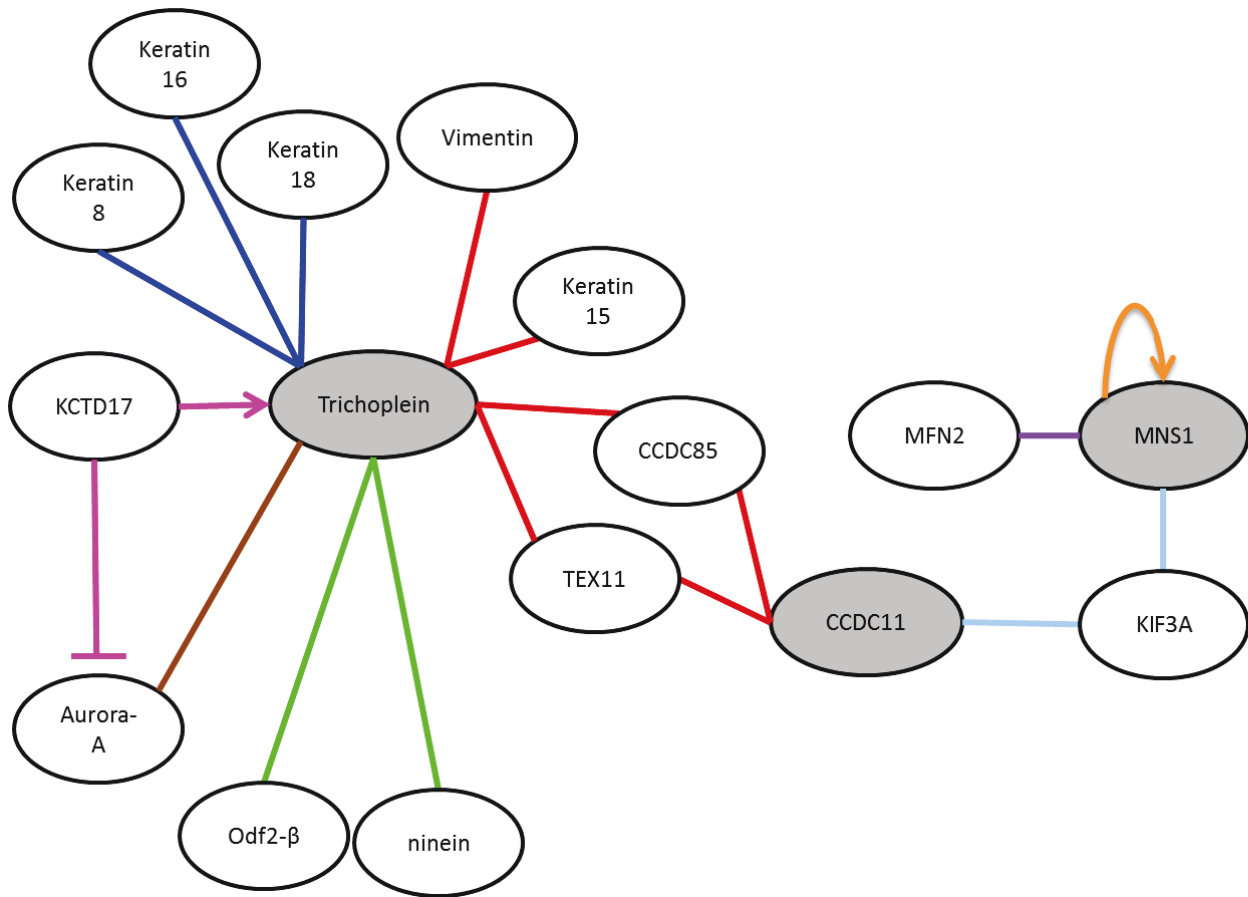 Keratin
16
Vimentin
Keratin
18
Keratin
8
Keratin
15
KCTD17
Trichoplein
MFN2
MNS1
CCDC85
TEX11
CCDC11
KIF3A
Aurora-
A
Odf2-β
ninein